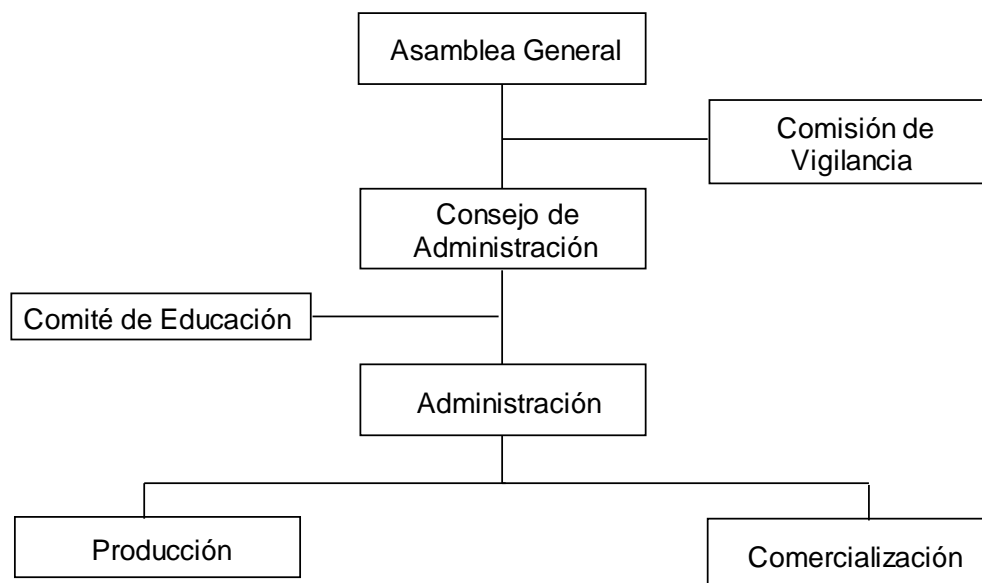 Asamblea General
Comisión de
Vigilancia
Consejo de
Administración
Comité de Educación
Administración
Producción
Comercialización